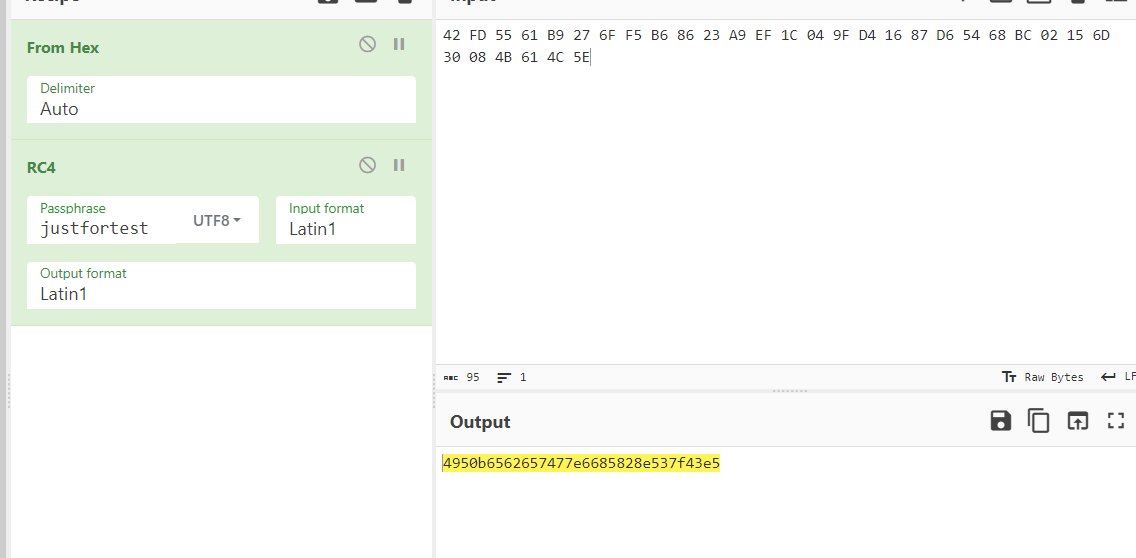 From Hex
Delimiter
Auto
RC4
Passphrase
justfortest
UTF8
Input format
Latin1
Output format
Latin1
42 FD 55 61 B9 27 6F F5 B6 86 23 A9 EF 1C 04 9F D4 16 87 D6 54 68 BC 02 15 6D
30 08 4B 61 4C 5E
ABC 95 1
Tт Raw Bytes LF
Output
4950b6562657477e6685828e537f43e5